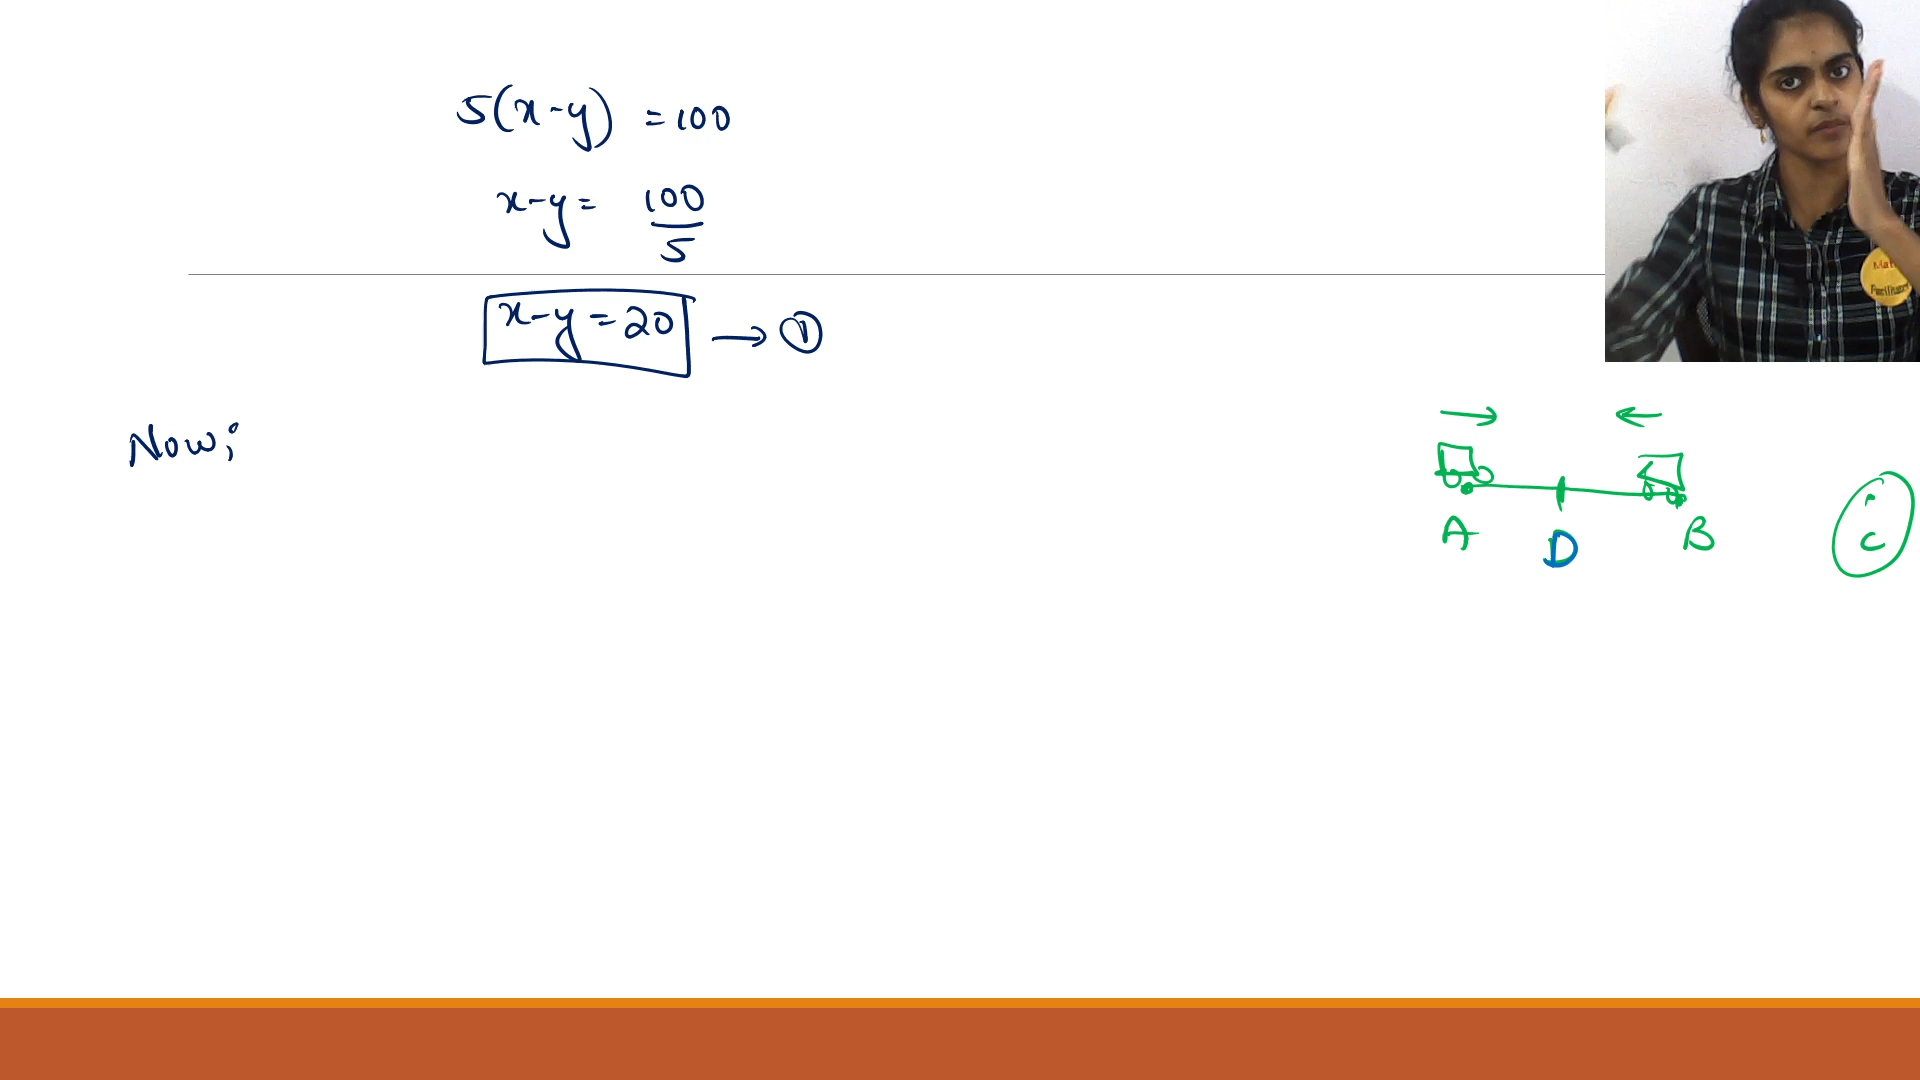 5(x-y) = 100
x-y = 100/5
x-y = 20 → ①
Now;
A D B C